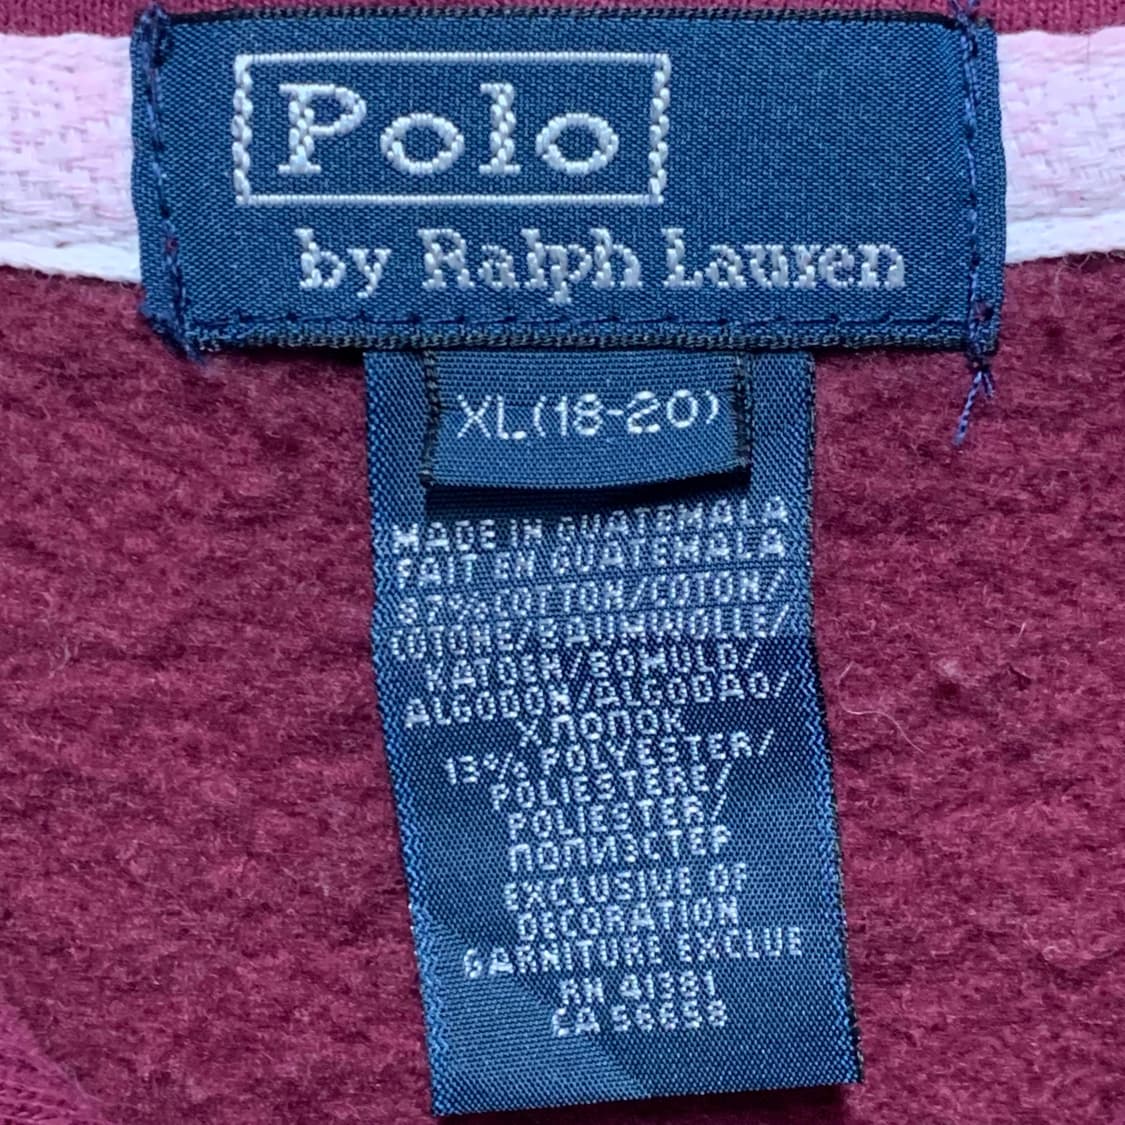 Polo
by Ralph Lauren
XL(18-20)
MADE IN GUATEMALA
FAIT EN GUATEMALA
87% COTTON/COTON/
COTONE/BAUMWOLLE/
KATOEN/BOMULD/
ALGODON/ALGODAO/
ХЛОПОК
13% POLYESTER/
POLIESTERE/
POLIESTER/
ПОЛИЭСТЕР
EXCLUSIVE OF
DECORATION
GARNITURE EXCLUE
RN 41381
CA 56858